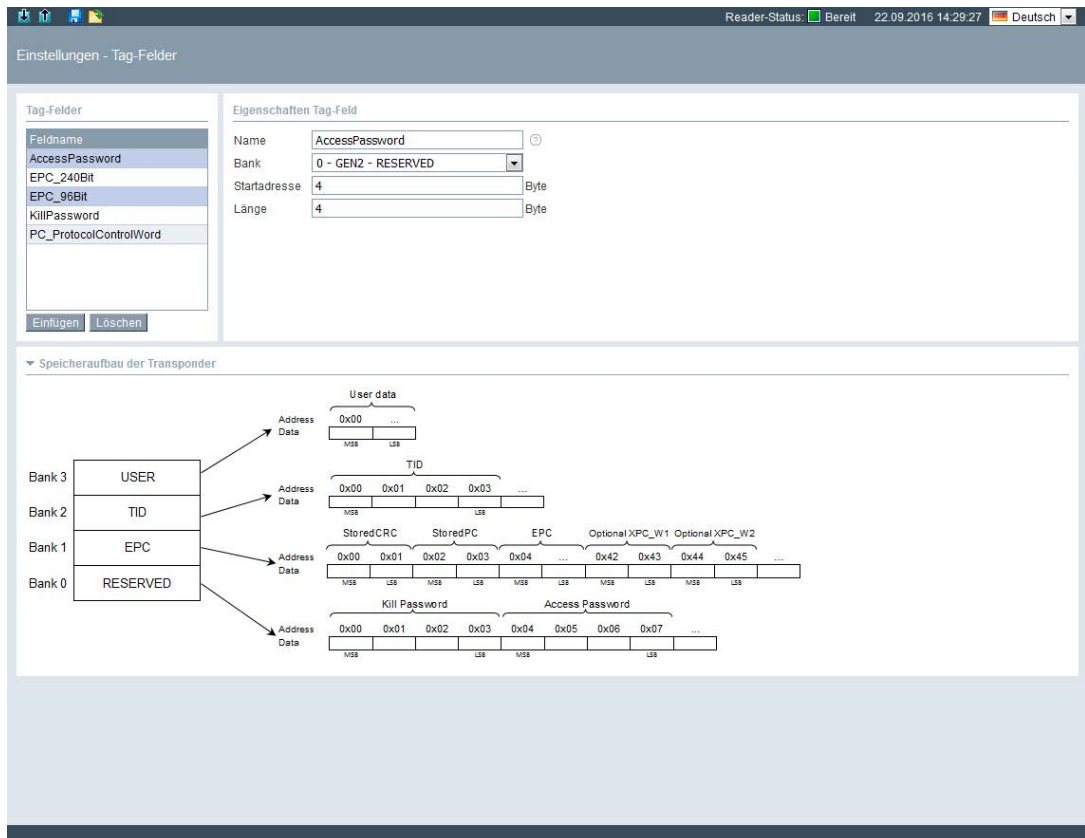 Reader-Status: Bereit 22.09.2016 14:29:27 Deutsch
Einstellungen - Tag-Felder
Tag-Felder
Feldname
AccessPassword
EPC_240Bit
EPC_96Bit
KillPassword
PC_ProtocolControlWord
Einfügen Löschen
Eigenschaften Tag-Feld
Name AccessPassword ?
Bank 0 - GEN2 - RESERVED
Startadresse 4 Byte
Länge 4 Byte
Speicheraufbau der Transponder
Bank 3 USER
Bank 2 TID
Bank 1 EPC
Bank 0 RESERVED
User data
Address 0x00 ...
Data
MSB LSB
TID
Address 0x00 0x01 0x02 0x03 ...
Data
MSB LSB
StoredCRC StoredPC EPC Optional XPC_W1 Optional XPC_W2
Address 0x00 0x01 0x02 0x03 0x04 ... 0x42 0x43 0x44 0x45 ...
Data
MSB LSB MSB LSB MSB LSB MSB LSB MSB LSB
Kill Password Access Password
Address 0x00 0x01 0x02 0x03 0x04 0x05 0x06 0x07 ...
Data
MSB LSB MSB LSB